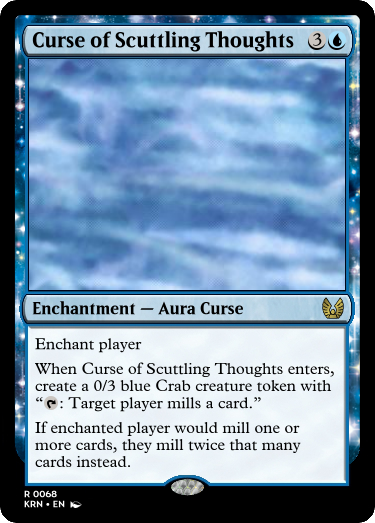 Curse of Scuttling Thoughts 3
Enchantment — Aura Curse
Enchant player
When Curse of Scuttling Thoughts enters,
create a 0/3 blue Crab creature token with
“: Target player mills a card.”
If enchanted player would mill one or
more cards, they mill twice that many
cards instead.
R 0068
KRN • EN